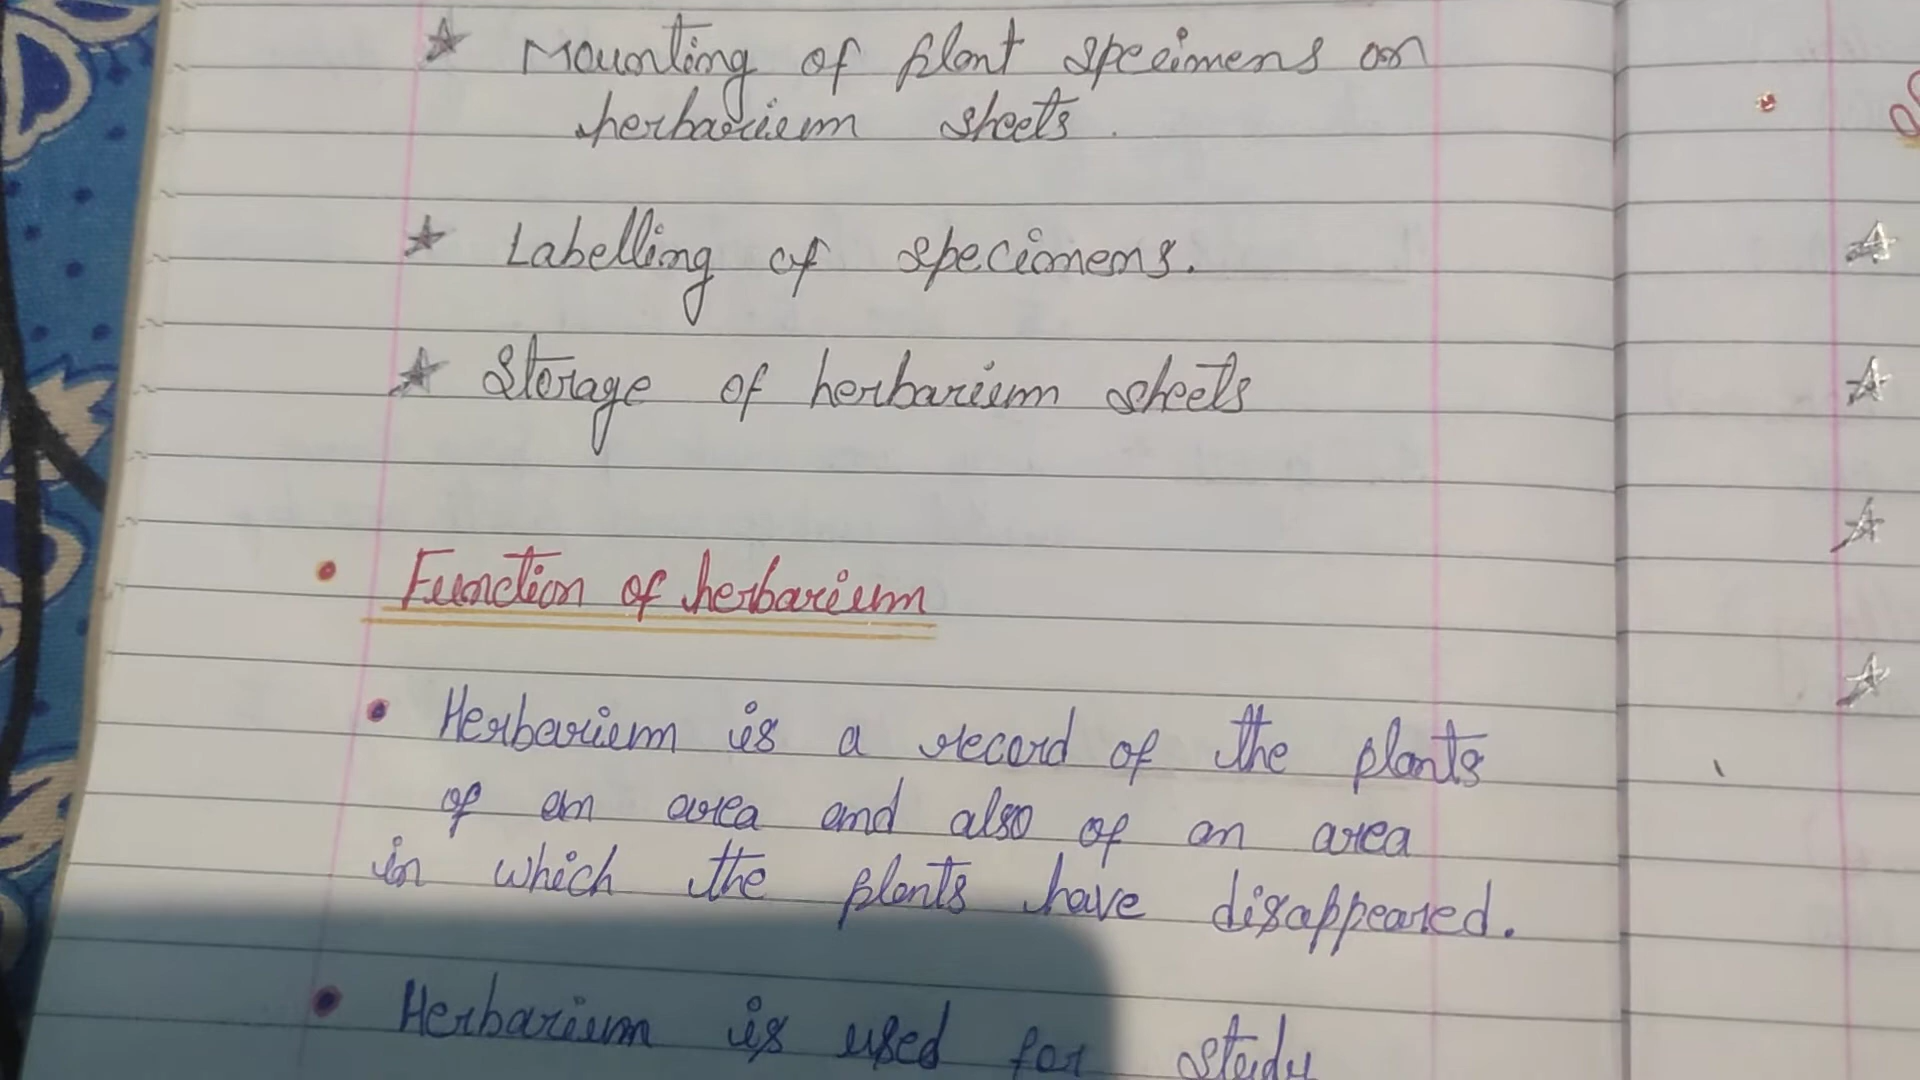 Mounting of plant specimens on
herbarium sheets.
Labelling of specimens.
Storage of herbarium sheets
Function of herbarium
Herbarium is a record of the plants
of an area and also of an area
in which the plants have disappeared.
Herbarium is used for study